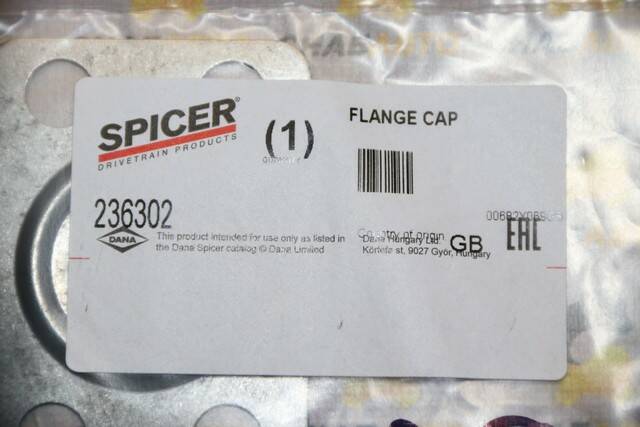 SPICER®
DRIVETRAIN PRODUCTS
(1)
FLANGE CAP
236302
DANA
This product intended for use only as listed in
the Dana Spicer catalog © Dana Limited
Country of origin
GB
Dana Hungary Ltd.
Körtefa st, 9027 Győr, Hungary
EAC